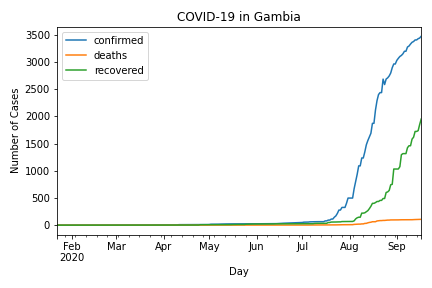 COVID-19 in Gambia
confirmed
deaths
recovered
Number of Cases
3500
3000
2500
2000
1500
1000
500
0
Feb Mar Apr May Jun Jul Aug Sep
2020
Day